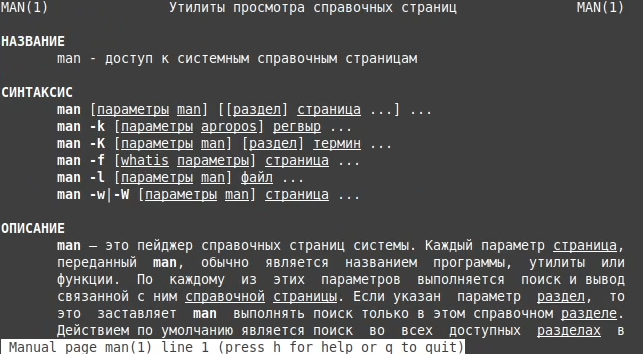 MAN(1) Утилиты просмотра справочных страниц MAN(1)
НАЗВАНИЕ
man - доступ к системным справочным страницам
СИНТАКСИС
man [параметры man] [[раздел] страница ...] ...
man -k [параметры apropos] регвыр ...
man -K [параметры man] [раздел] термин ...
man -f [whatis параметры] страница ...
man -l [параметры man] файл ...
man -w|-W [параметры man] страница ...
ОПИСАНИЕ
man — это пейджер справочных страниц системы. Каждый параметр страница,
переданный man, обычно является названием программы, утилиты или
функции. По каждому из этих параметров выполняется поиск и вывод
связанной с ним справочной страницы. Если указан параметр раздел, то
это заставляет man выполнять поиск только в этом справочном разделе.
Действием по умолчанию является поиск во всех доступных разделах в
Manual page man(1) line 1 (press h for help or q to quit)